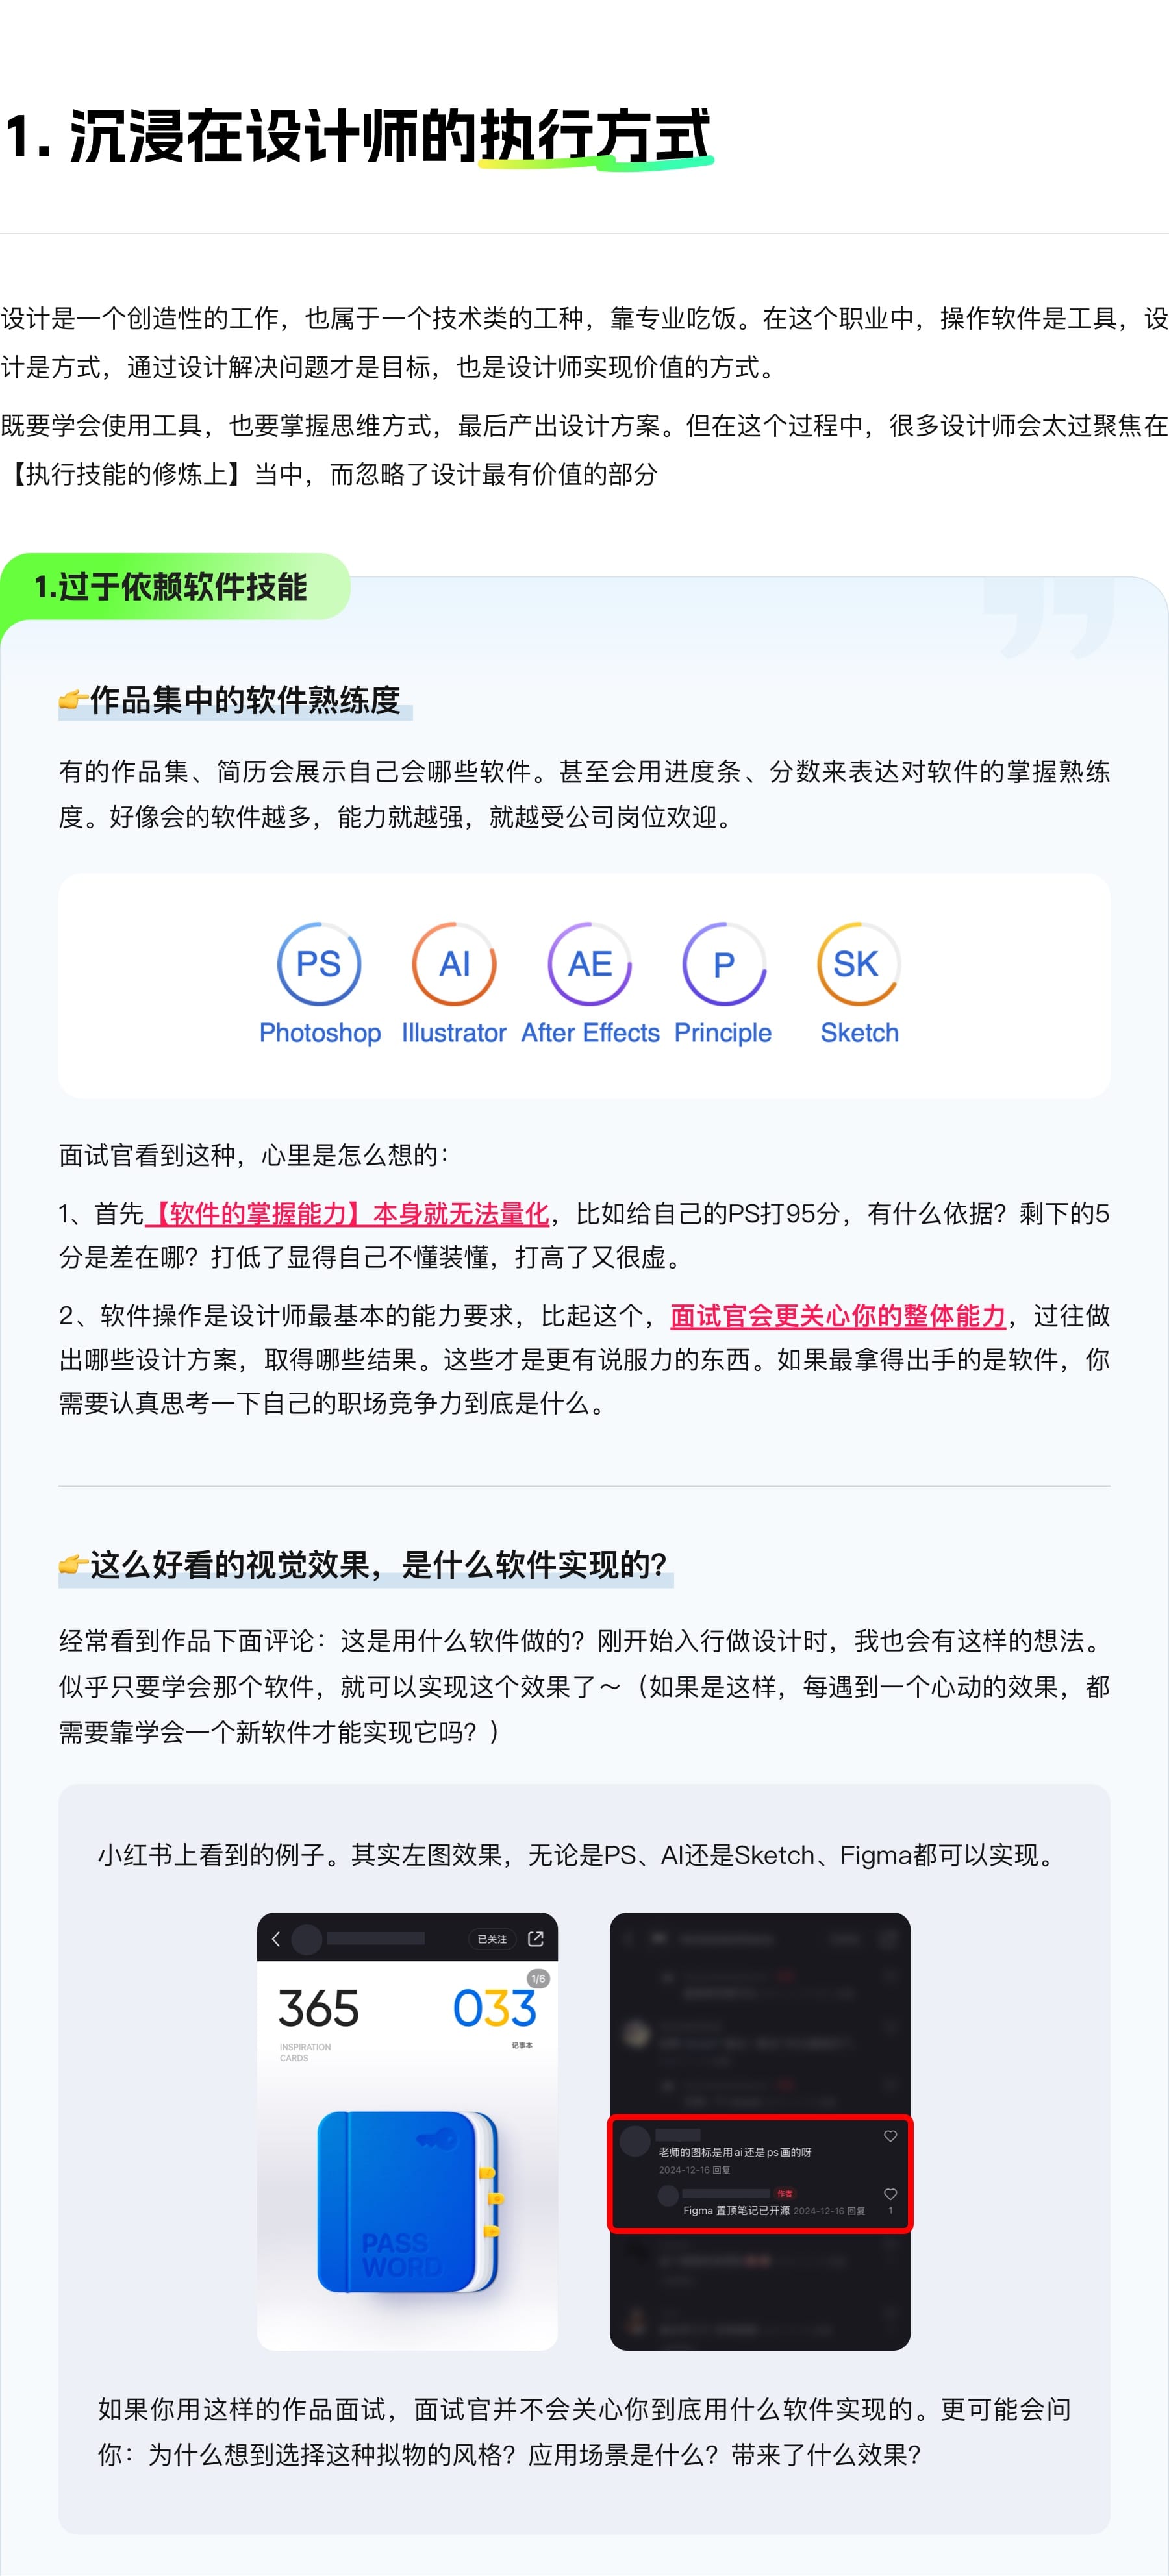 1. 沉浸在设计师的执行方式
设计是一个创造性的工作，也属于一个技术类的工种，靠专业吃饭。在这个职业中，操作软件是工具，设
计是方式，通过设计解决问题才是目标，也是设计师实现价值的方式。
既要学会使用工具，也要掌握思维方式，最后产出设计方案。但在这个过程中，很多设计师会太过聚焦在
【执行技能的修炼上】当中，而忽略了设计最有价值的部分
1.过于依赖软件技能
👉作品集中的软件熟练度
有的作品集、简历会展示自己会哪些软件。甚至会用进度条、分数来表达对软件的掌握熟练
度。好像会的软件越多，能力就越强，就越受公司岗位欢迎。
PS AI AE P SK
Photoshop Illustrator After Effects Principle Sketch
面试官看到这种，心里是怎么想的：
1、首先【软件的掌握能力】本身就无法量化，比如给自己的PS打95分，有什么依据？剩下的5
分是差在哪？打低了显得自己不懂装懂，打高了又很虚。
2、软件操作是设计师最基本的能力要求，比起这个，面试官会更关心你的整体能力，过往做
出哪些设计方案，取得哪些结果。这些才是更有说服力的东西。如果最拿得出手的是软件，你
需要认真思考一下自己的职场竞争力到底是什么。
👉这么好看的视觉效果，是什么软件实现的？
经常看到作品下面评论：这是用什么软件做的？刚开始入行做设计时，我也会有这样的想法。
似乎只要学会那个软件，就可以实现这个效果了～（如果是这样，每遇到一个心动的效果，都
需要靠学会一个新软件才能实现它吗？）
小红书上看到的例子。其实左图效果，无论是PS、AI还是Sketch、Figma都可以实现。
已关注
1/6
365 033
INSPIRATION
CARDS
记事本
PASS
WORD
老师的图标是用ai还是ps画的呀
2024-12-16 回复
作者
Figma 置顶笔记已开源 2024-12-16 回复
1
如果你用这样的作品面试，面试官并不会关心你到底用什么软件实现的。更可能会问
你：为什么想到选择这种拟物的风格？应用场景是什么？带来了什么效果？